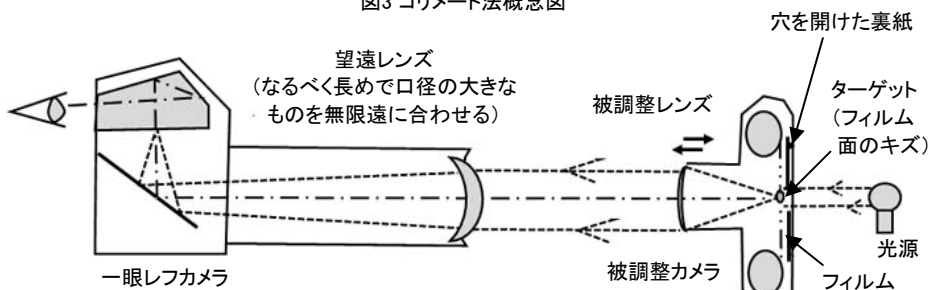 図3 コリメート法概念図
穴を開けた裏紙
望遠レンズ
(なるべく長めで口径の大きな
ものを無限遠に合わせる)
被調整レンズ
ターゲット
(フィルム
面のキズ)
光源
一眼レフカメラ
被調整カメラ
フィルム